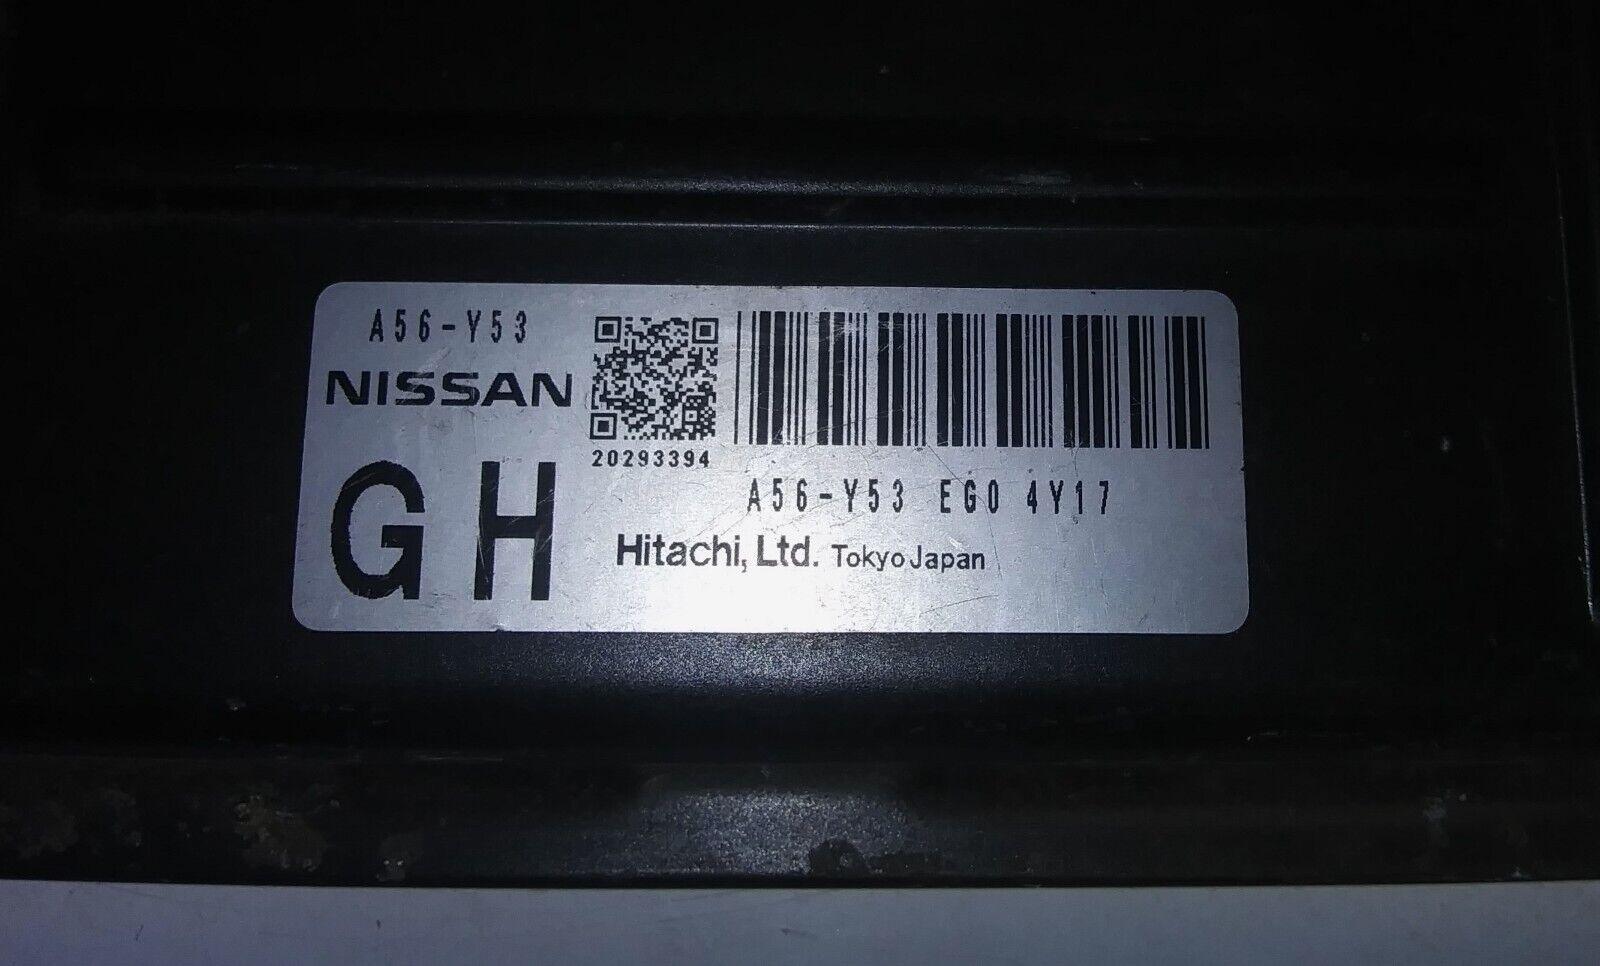 A56-Y53
NISSAN
GH
20293394
A56-Y53 EG0 4Y17
Hitachi, Ltd. Tokyo Japan